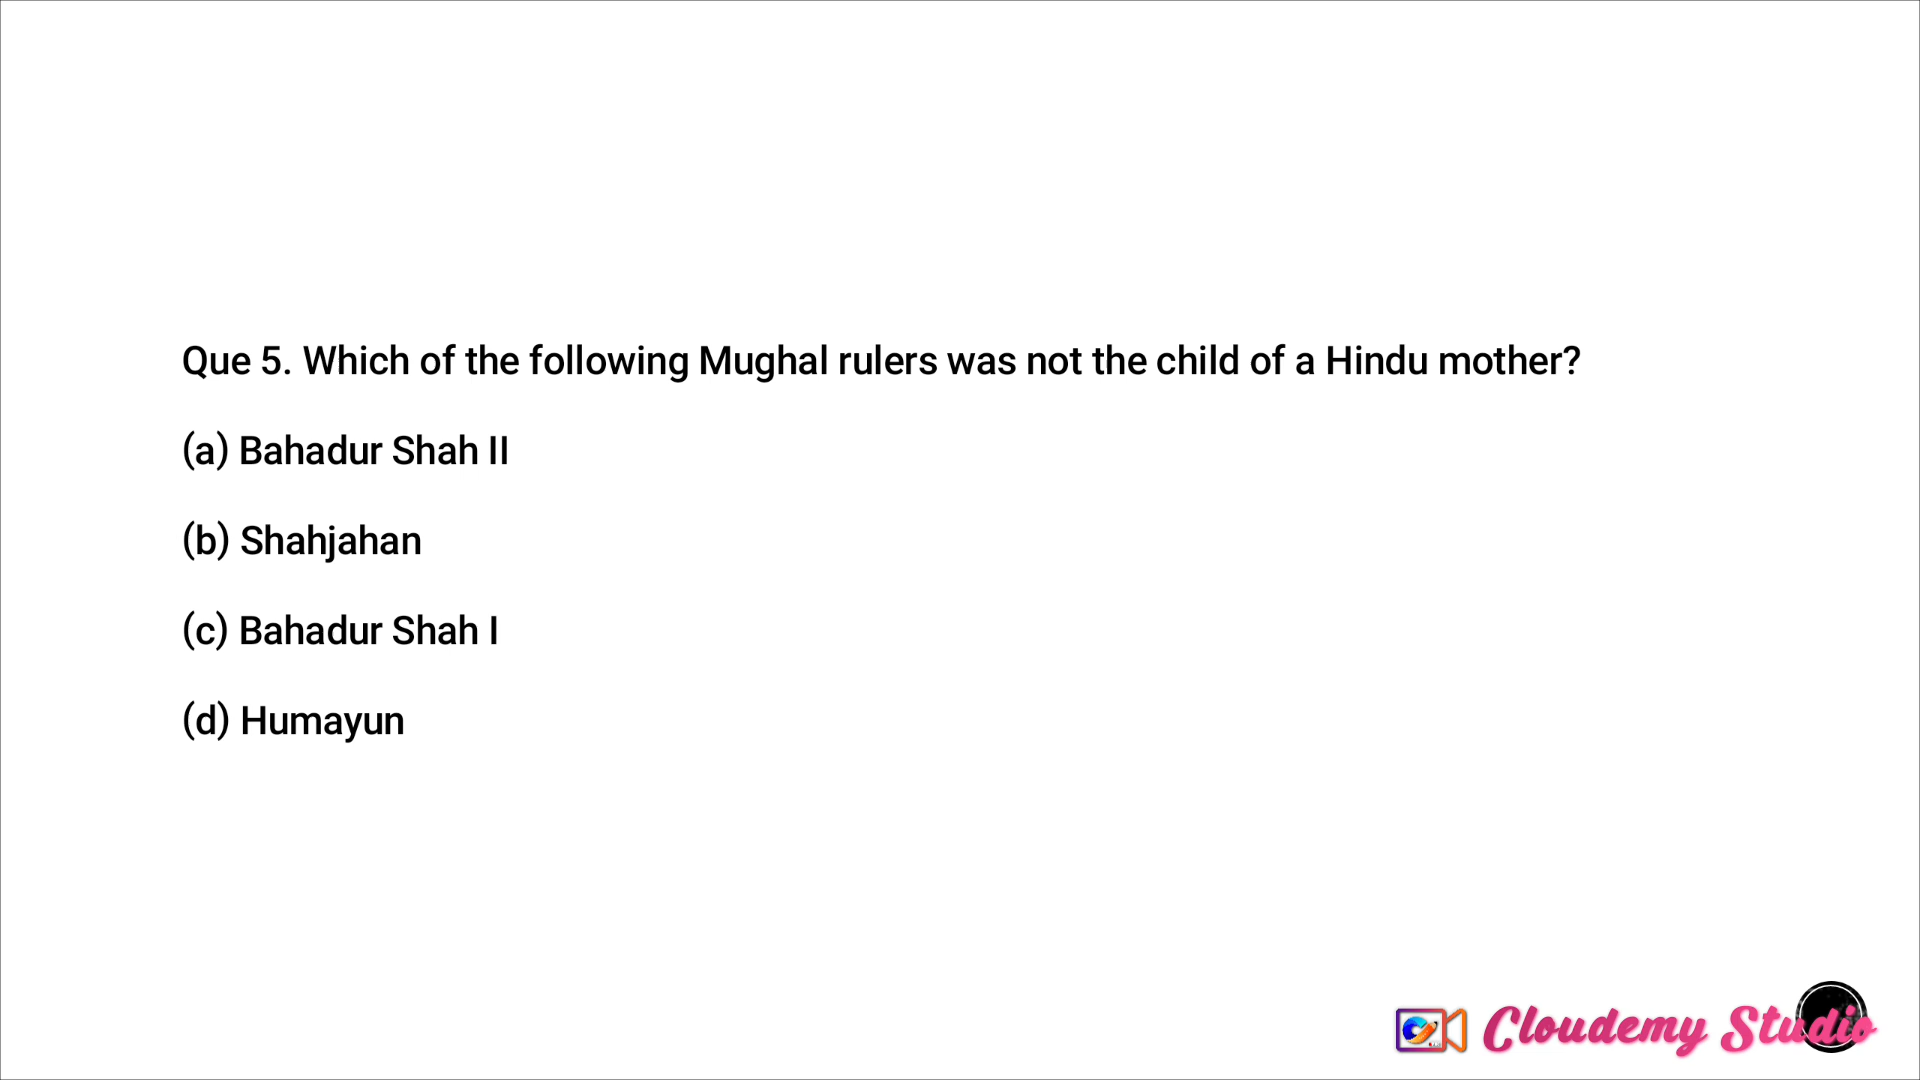 Que 5. Which of the following Mughal rulers was not the child of a Hindu mother?
(a) Bahadur Shah II
(b) Shahjahan
(c) Bahadur Shah I
(d) Humayun
Cloudemy Studio